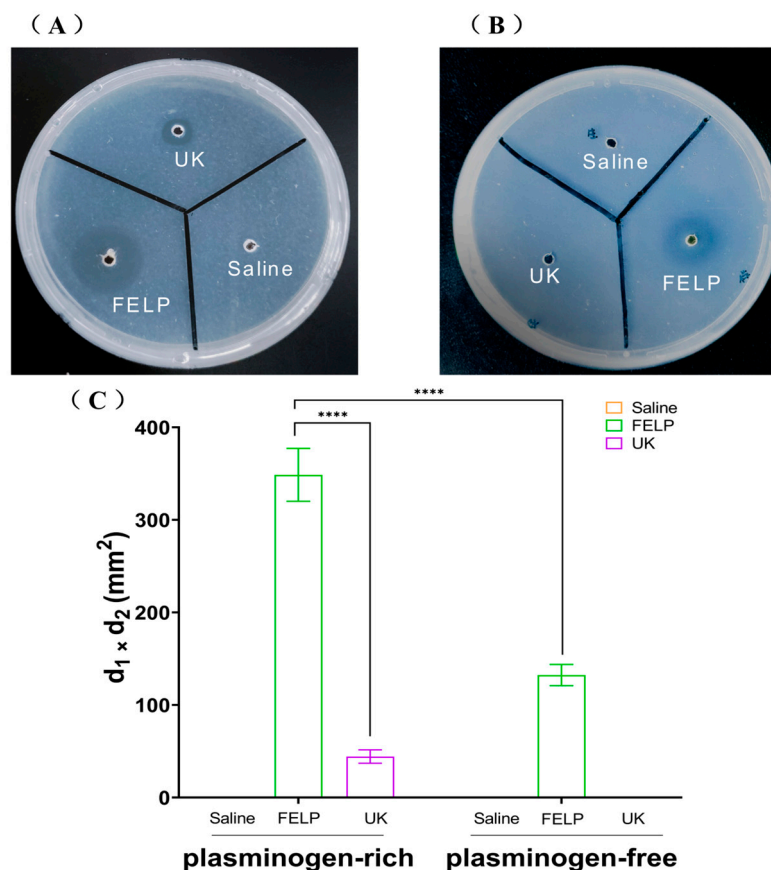 ( A )
( B )
UK
Saline
FELP
Saline
UK
FELP
( C )
****
****
Saline
FELP
UK
400
300
200
100
0
d1 × d2 (mm2)
Saline FELP UK Saline FELP UK
plasminogen-rich plasminogen-free